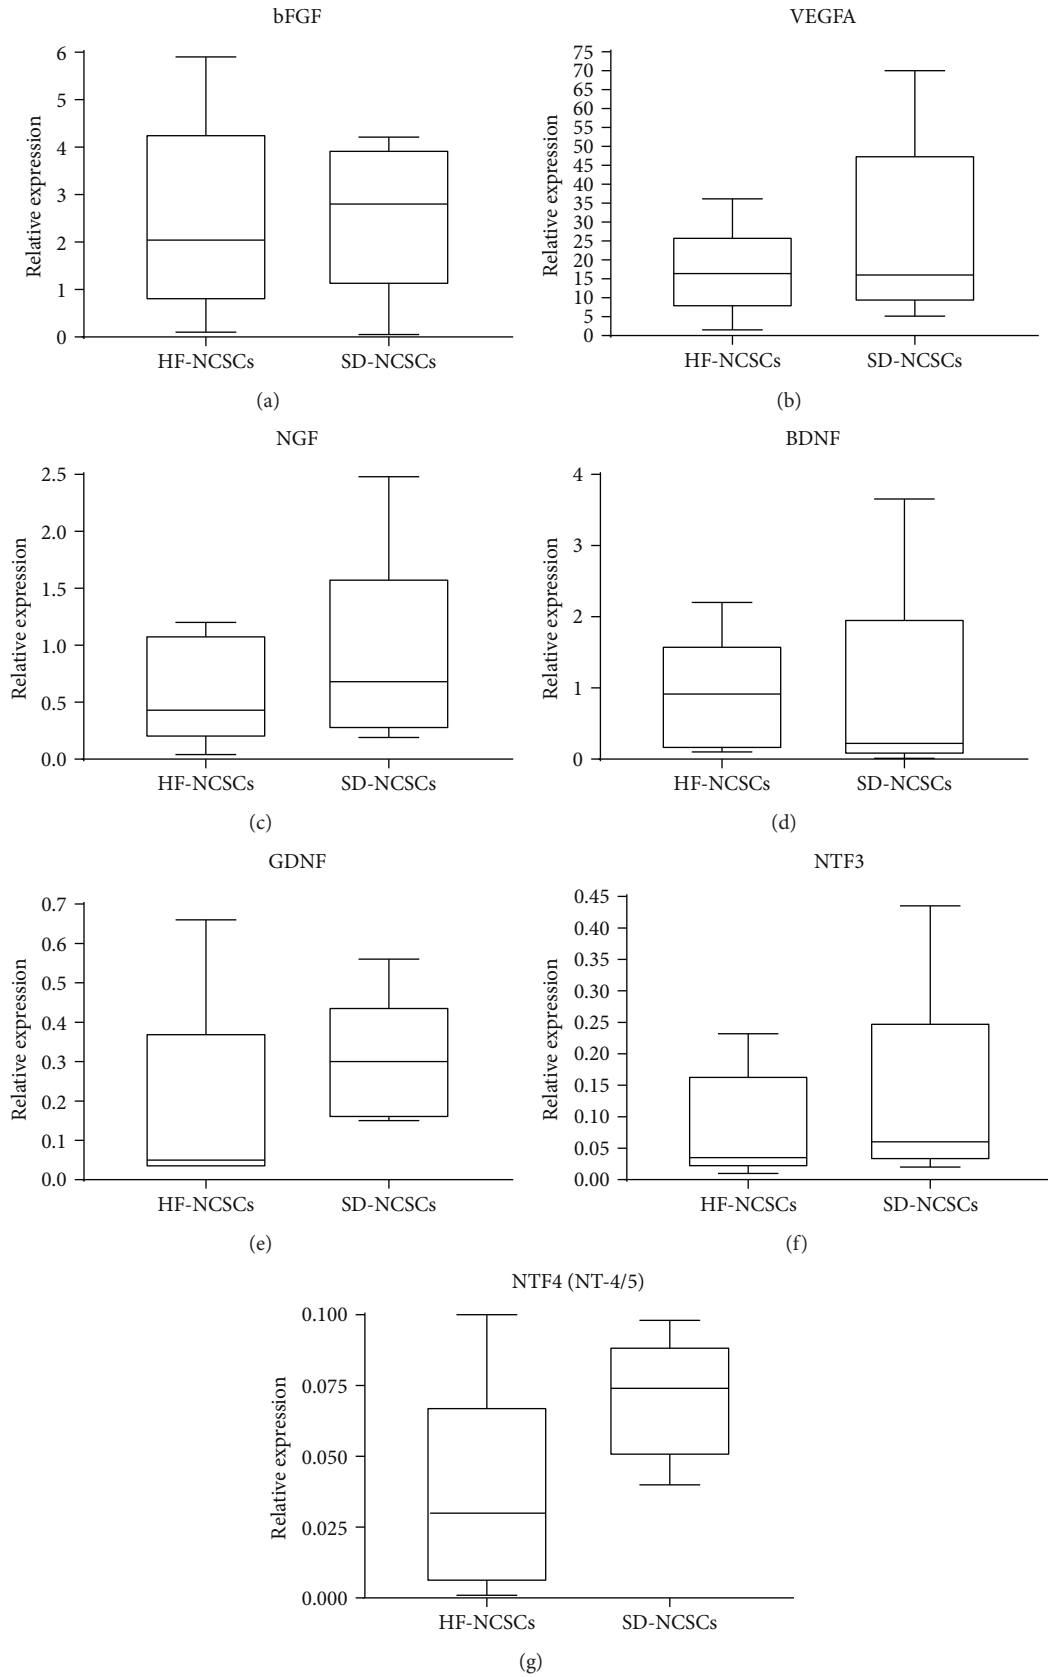 bFGF
Relative expression
6
5
4
3
2
1
0
HF-NCSCs SD-NCSCs
(a)
VEGFA
Relative expression
75
70
65
60
55
50
45
40
35
30
25
20
15
10
5
0
HF-NCSCs SD-NCSCs
(b)
NGF
Relative expression
2.5
2.0
1.5
1.0
0.5
0.0
HF-NCSCs SD-NCSCs
(c)
BDNF
Relative expression
4
3
2
1
0
HF-NCSCs SD-NCSCs
(d)
GDNF
Relative expression
0.7
0.6
0.5
0.4
0.3
0.2
0.1
0.0
HF-NCSCs SD-NCSCs
(e)
NTF3
Relative expression
0.45
0.40
0.35
0.30
0.25
0.20
0.15
0.10
0.05
0.00
HF-NCSCs SD-NCSCs
(f)
NTF4 (NT-4/5)
Relative expression
0.100
0.075
0.050
0.025
0.000
HF-NCSCs SD-NCSCs
(g)